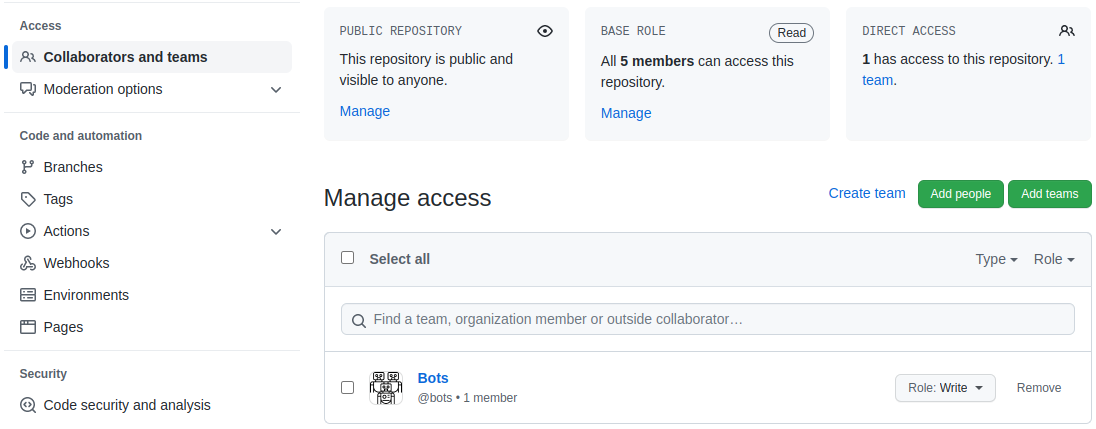 Access
Collaborators and teams
Moderation options
Code and automation
Branches
Tags
Actions
Webhooks
Environments
Pages
Security
Code security and analysis
PUBLIC REPOSITORY
This repository is public and
visible to anyone.
Manage
BASE ROLE
Read
All 5 members can access this
repository.
Manage
DIRECT ACCESS
1 has access to this repository. 1
team.
Manage access
Create team
Add people
Add teams
Select all
Type
Role
Find a team, organization member or outside collaborator…
Bots
@bots • 1 member
Role: Write
Remove